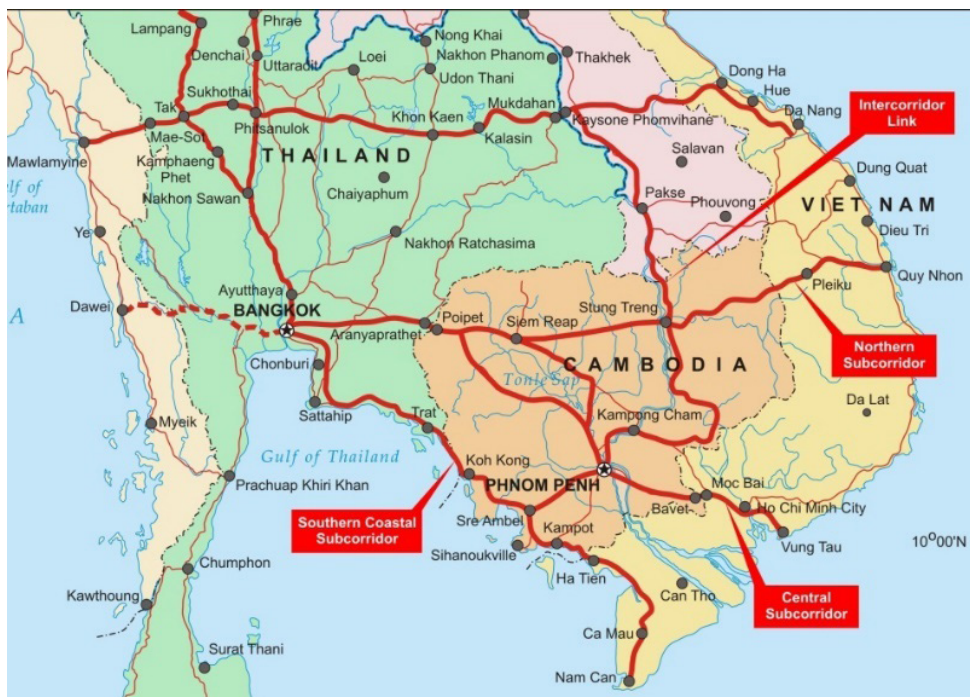 Lampang
Phrae
Denchai
Uttaradit
Loei
Nong Khai
Nakhon Phanom
Udon Thani
Thakhek
Dong Ha
Hue
Da Nang
Intercorridor
Link
Sukhothai
Tak
Mae-Sot
Phitsanulok
Khon Kaen
Mukdahan
Kalasin
Kaysone Phomvihane
Mawlamyine
Kamphaeng
Phet
THAILAND
Salavan
Dung Quat
Nakhon Sawan
Chaiyaphum
Pakse
Phouvong
VIET NAM
Dieu Tri
Ye
Nakhon Ratchasima
Quy Nhon
Ayutthaya
BANGKOK
Dawei
Aranyaprathet
Poipet
Siem Reap
Stung Treng
Pleiku
Northern
Subcorridor
Chonburi
CAMBODIA
Tonle Sap
Sattahip
Da Lat
Myeik
Trat
Kampong Cham
Gulf of Thailand
Koh Kong
PHNOM PENH
Moc Bai
Prachuap Khiri Khan
Bavet
Ho Chi Minh City
Southern Coastal
Subcorridor
Sre Ambel
Kampot
Vung Tau
Sihanoukville
10°00'N
Ha Tien
Chumphon
Can Tho
Central
Subcorridor
Kawthoung
Ca Mau
Surat Thani
Nam Can